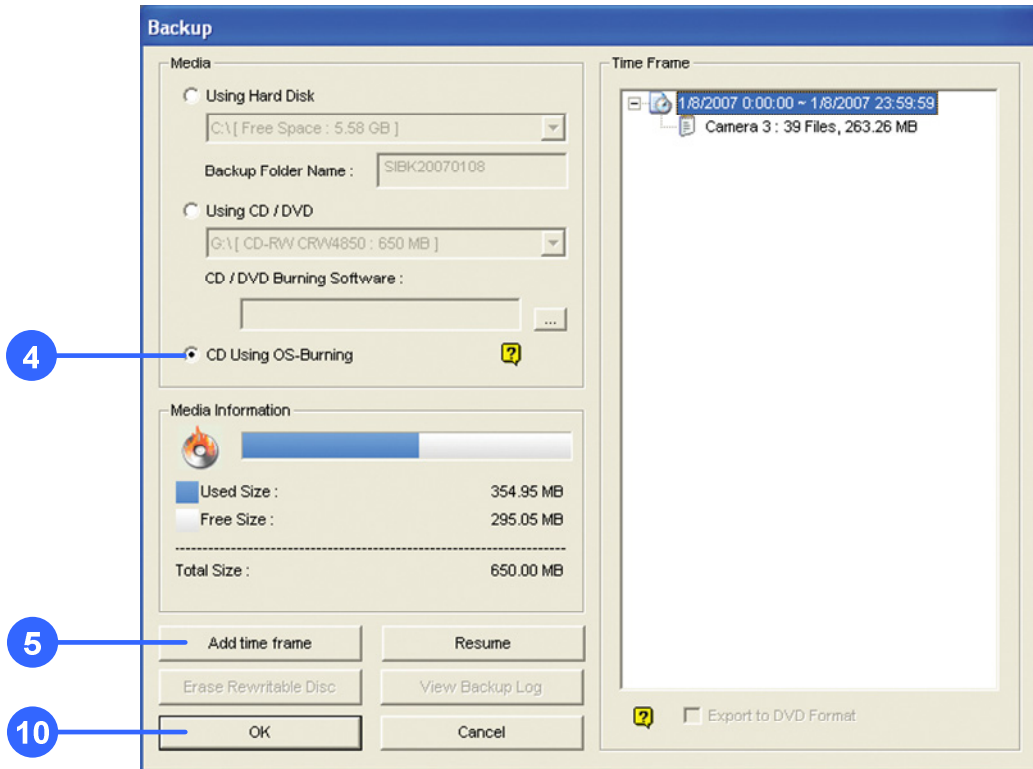 Backup
Media
Using Hard Disk
C:\ [ Free Space : 5.58 GB ]
Backup Folder Name :
SIBK20070108
Using CD / DVD
G:\ [ CD-RW CRW4850 : 650 MB ]
CD / DVD Burning Software :
...
4
CD Using OS-Burning
?
Media Information
Used Size : 354.95 MB
Free Size : 295.05 MB
Total Size : 650.00 MB
5
Add time frame
Resume
Erase Rewritable Disc
View Backup Log
10
OK
Cancel
Time Frame
1/8/2007 0:00:00 ~ 1/8/2007 23:59:59
Camera 3 : 39 Files, 263.26 MB
?
Export to DVD Format